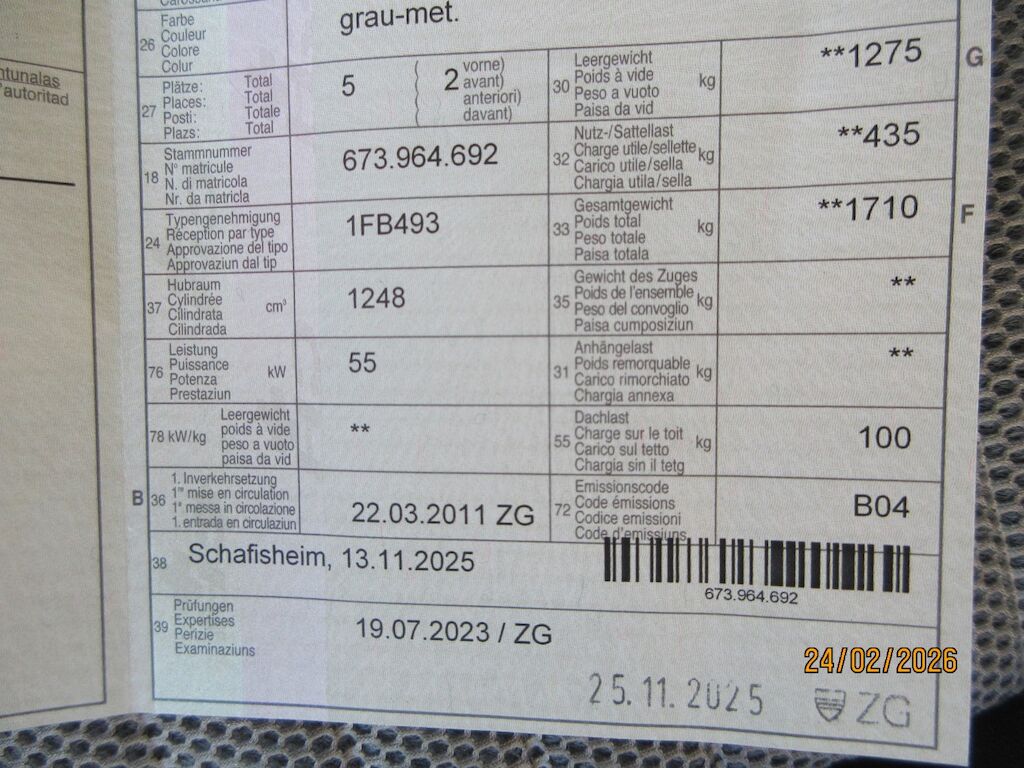 26
Farbe
Couleur
Colore
Colur
grau-met.
ntunalas
'autoritad
27
Plätze: Total
Places: Total
Posti: Totale
Plazs: Total
5 ( 2 vorne)
avant)
anteriori)
davant)
18
Stammnummer
N° matricule
N. di matricola
Nr. da matricla
673.964.692
24
Typengenehmigung
Réception par type
Approvazione del tipo
Approvaziun dal tip
1FB493
37
Hubraum
Cylindrée
Cilindrata
Cilindrada
cm³
1248
76
Leistung
Puissance
Potenza
Prestaziun
kW
55
78 kW/kg
Leergewicht
poids à vide
peso a vuoto
paisa da vid
**
B 36
1. Inverkehrsetzung
1re mise en circulation
1a messa in circolazione
1. entrada en circulaziun
22.03.2011 ZG
30
Leergewicht
Poids à vide
Peso a vuoto
Paisa da vid
kg
**1275
G
32
Nutz-/Sattellast
Charge utile/sellette
Carico utile/sella
Chargia utila/sella
kg
**435
33
Gesamtgewicht
Poids total
Peso totale
Paisa totala
kg
**1710
F
35
Gewicht des Zuges
Poids de l'ensemble
Peso del convoglio
Paisa cumposiziun
kg
**
31
Anhängelast
Poids remorquable
Carico rimorchiato
Chargia annexa
kg
**
55
Dachlast
Charge sur le toit
Carico sul tetto
Chargia sin il tetg
kg
100
72
Emissionscode
Code émissions
Codice emissioni
Code d'emissiuns
B04
38 Schafisheim, 13.11.2025
673.964.692
39
Prüfungen
Expertises
Perizie
Examinaziuns
19.07.2023 / ZG
24/02/2026
25.11.2025 ZG